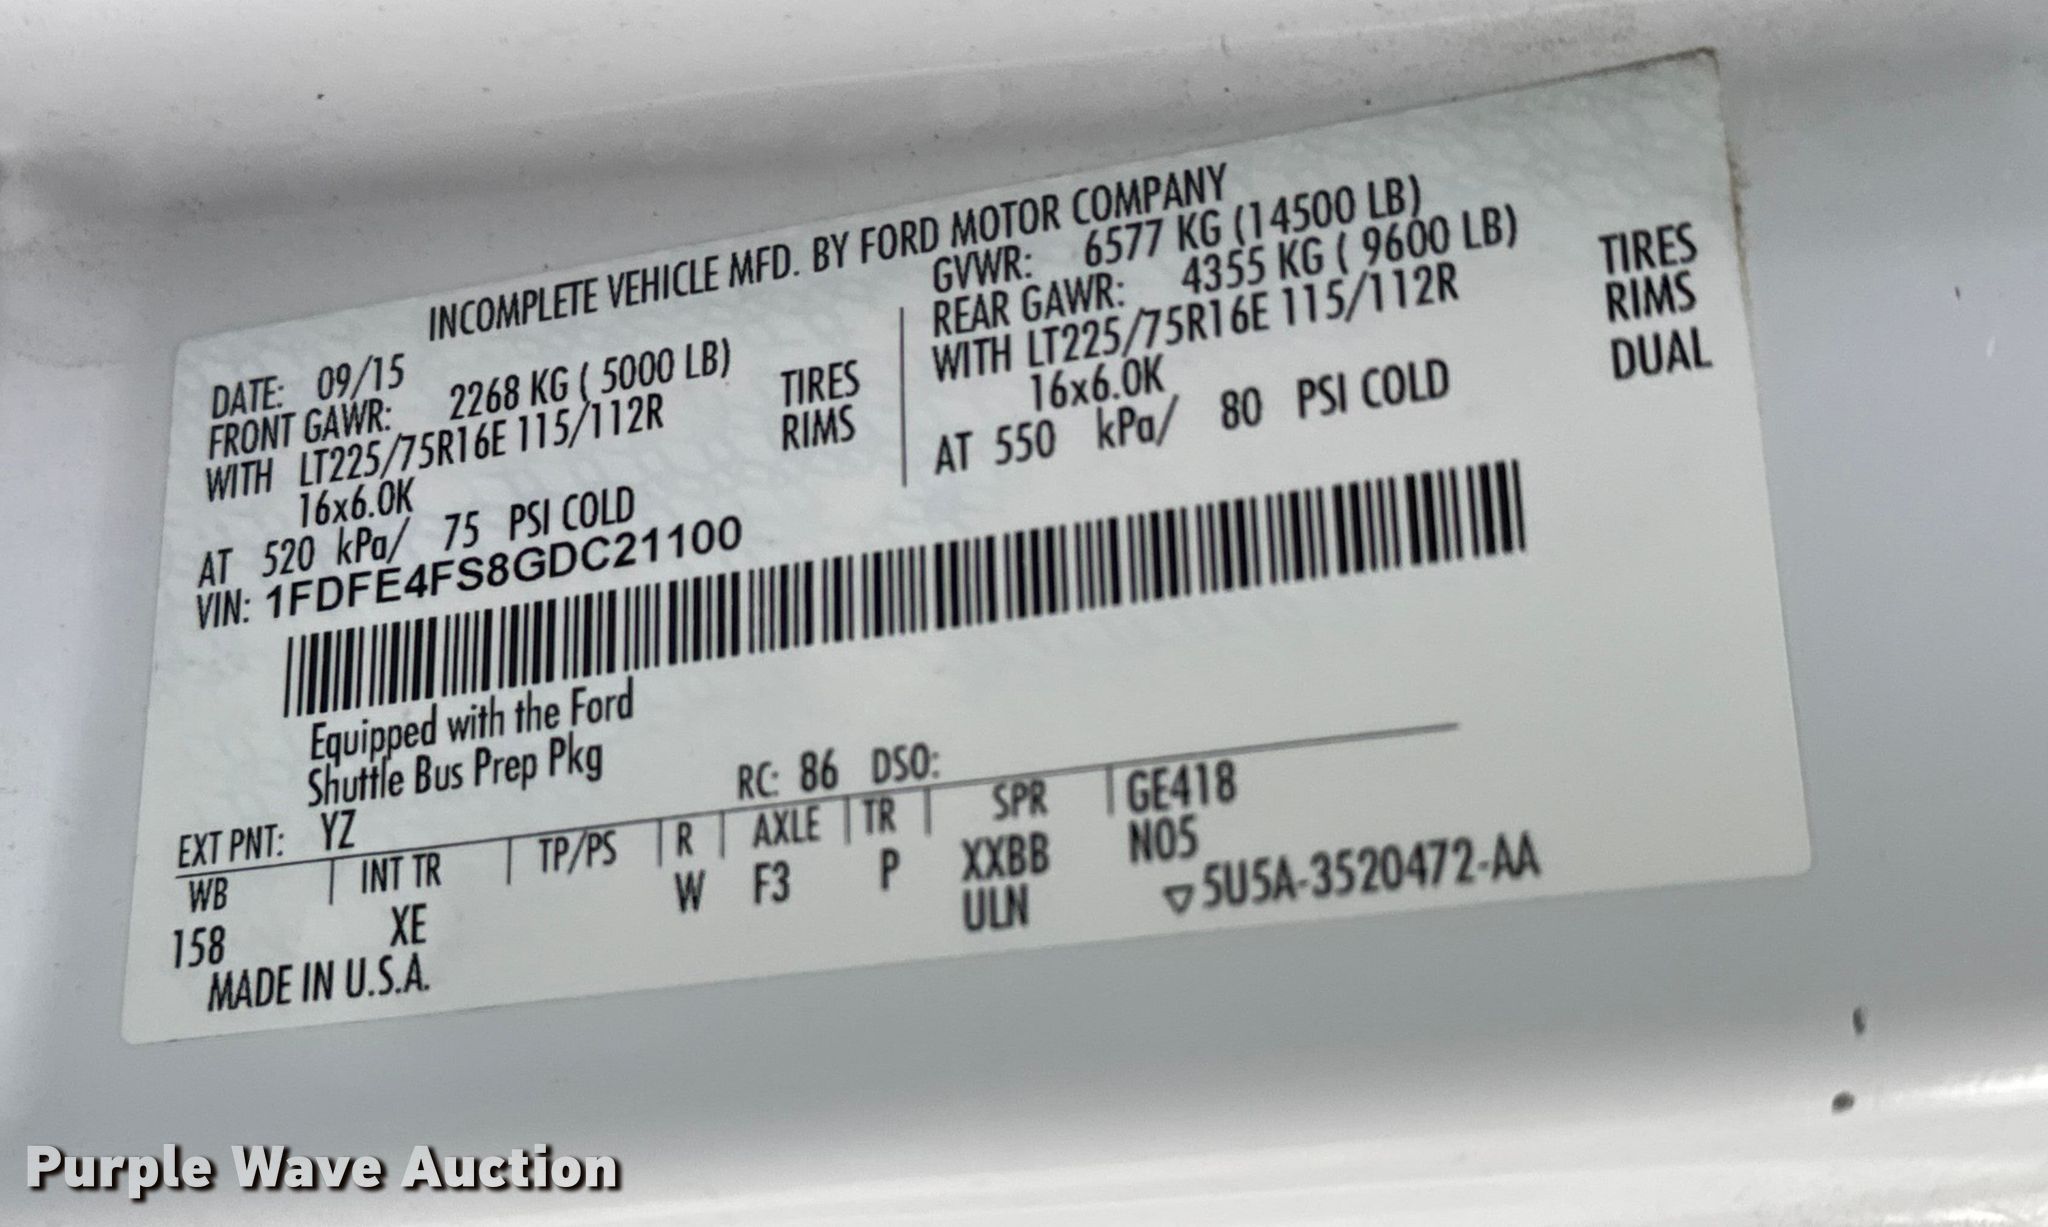 INCOMPLETE VEHICLE MFD. BY FORD MOTOR COMPANY
DATE: 09/15
FRONT GAWR: 2268 KG ( 5000 LB)
WITH LT225/75R16E 115/112R TIRES
16x6.0K RIMS
AT 520 kPa/ 75 PSI COLD
GVWR: 6577 KG (14500 LB)
REAR GAWR: 4355 KG ( 9600 LB)
WITH LT225/75R16E 115/112R TIRES
16x6.0K RIMS
AT 550 kPa/ 80 PSI COLD DUAL
VIN: 1FDFE4FS8GDC21100
Equipped with the Ford
Shuttle Bus Prep Pkg
EXT PNT: YZ RC: 86 DSO:
WB INT TR TP/PS R AXLE TR SPR GE418
158 XE W F3 P XXBB N05
ULN
MADE IN U.S.A. ▽5U5A-3520472-AA
Purple Wave Auction